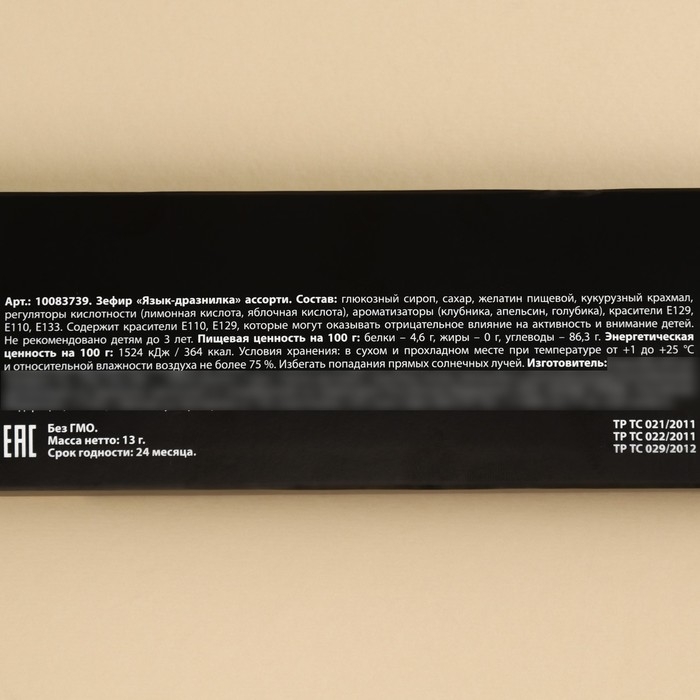 Арт.: 10083739. Зефир «Язык-дразнилка» ассорти. Состав: глюкозный сироп, сахар, желатин пищевой, кукурузный крахмал,
регуляторы кислотности (лимонная кислота, яблочная кислота), ароматизаторы (клубника, апельсин, голубика), красители Е129,
Е110, Е133. Содержит красители Е110, Е129, которые могут оказывать отрицательное влияние на активность и внимание детей.
Не рекомендовано детям до 3 лет. Пищевая ценность на 100 г: белки – 4,6 г, жиры – 0 г, углеводы – 86,3 г. Энергетическая
ценность на 100 г: 1524 кДж / 364 ккал. Условия хранения: в сухом и прохладном месте при температуре от +1 до +25 °С
и относительной влажности воздуха не более 75 %. Избегать попадания прямых солнечных лучей. Изготовитель:
ЕАС
Без ГМО.
Масса нетто: 13 г.
Срок годности: 24 месяца.
ТР ТС 021/2011
ТР ТС 022/2011
ТР ТС 029/2012